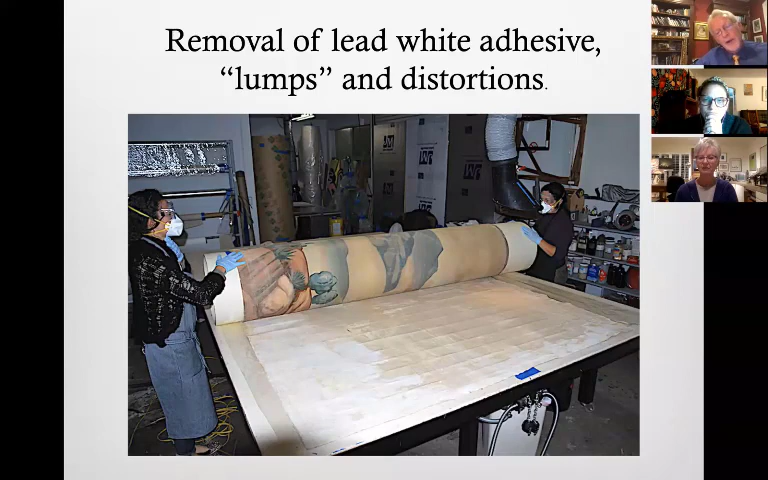 Removal of lead white adhesive,
“lumps” and distortions.